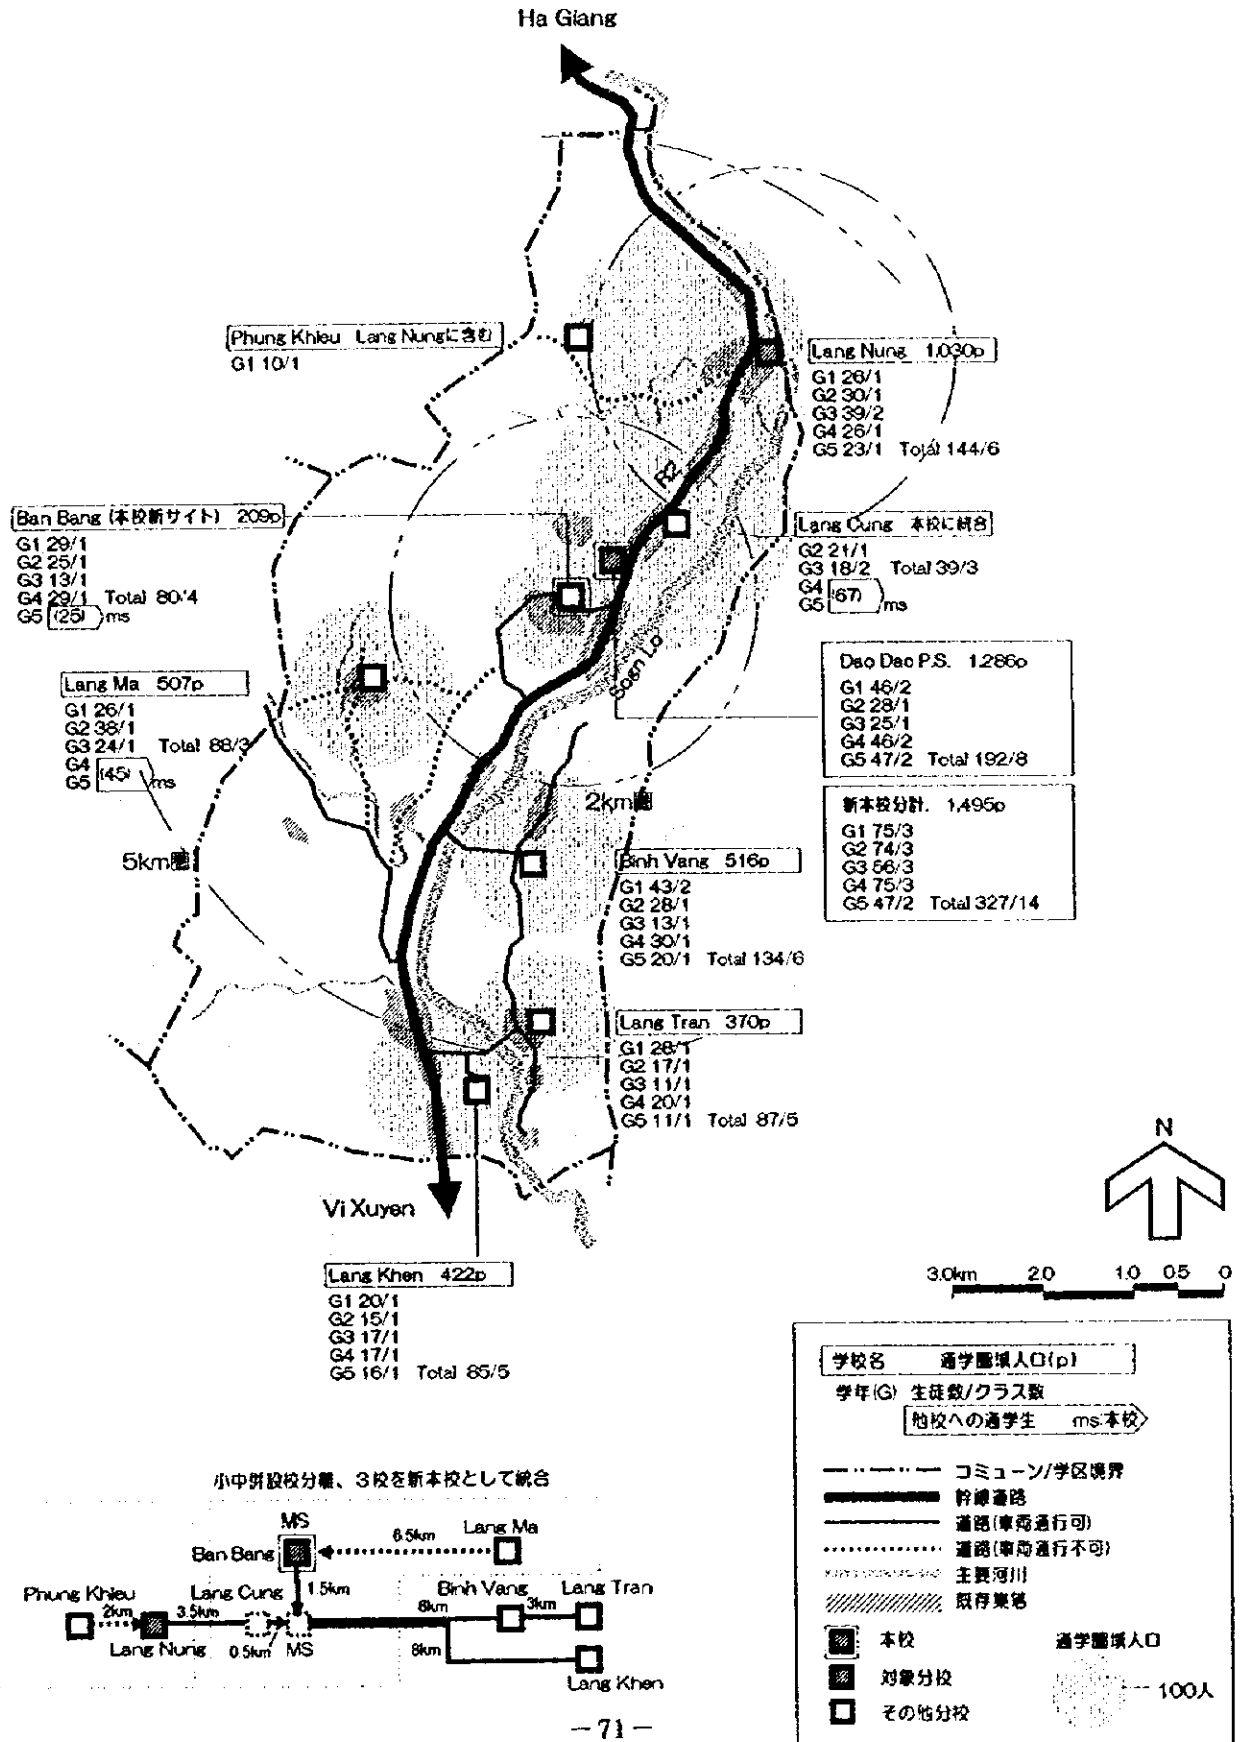 Ha Giang
Phung Khieu Lang Nungに含む
G1 10/1
Lang Nung 1,030p
G1 26/1
G2 30/1
G3 39/2
G4 26/1
G5 23/1 Total 144/6
R2
Ban Bang (本校新サイト) 209p
G1 29/1
G2 25/1
G3 13/1
G4 29/1 Total 80/4
G5 (25) ms
Lang Cung 本校に統合
G2 21/1
G3 18/2 Total 39/3
G4
G5 (67) ms
Sogn Lo
Lang Ma 507p
G1 26/1
G2 38/1
G3 24/1 Total 88/3
G4
G5 (45) ms
Dao Dao P.S. 1,286p
G1 46/2
G2 28/1
G3 25/1
G4 46/2
G5 47/2 Total 192/8
新本校分計. 1,495p
G1 75/3
G2 74/3
G3 56/3
G4 75/3
G5 47/2 Total 327/14
2km圏
5km圏
Binh Vang 516p
G1 43/2
G2 28/1
G3 13/1
G4 30/1
G5 20/1 Total 134/6
Lang Tran 370p
G1 28/1
G2 17/1
G3 11/1
G4 20/1
G5 11/1 Total 87/5
Vi Xuyen
N
Lang Khen 422p
G1 20/1
G2 15/1
G3 17/1
G4 17/1
G5 16/1 Total 85/5
3.0km 2.0 1.0 0.5 0
学校名 通学圏域人口(p)
学年(G) 生徒数/クラス数
他校への通学生 ms:本校
コミューン/学区境界
幹線道路
道路(車両通行可)
道路(車両通行不可)
主要河川
既存集落
本校 通学圏域人口
対象分校 100人
その他分校
小中併設校分離、3校を新本校として統合
MS
Ban Bang 6.5km Lang Ma
1.5km
Phung Khieu Lang Cung Binh Vang Lang Tran
2km 3.5km 8km 3km
Lang Nung 0.5km MS 8km
Lang Khen
-71-